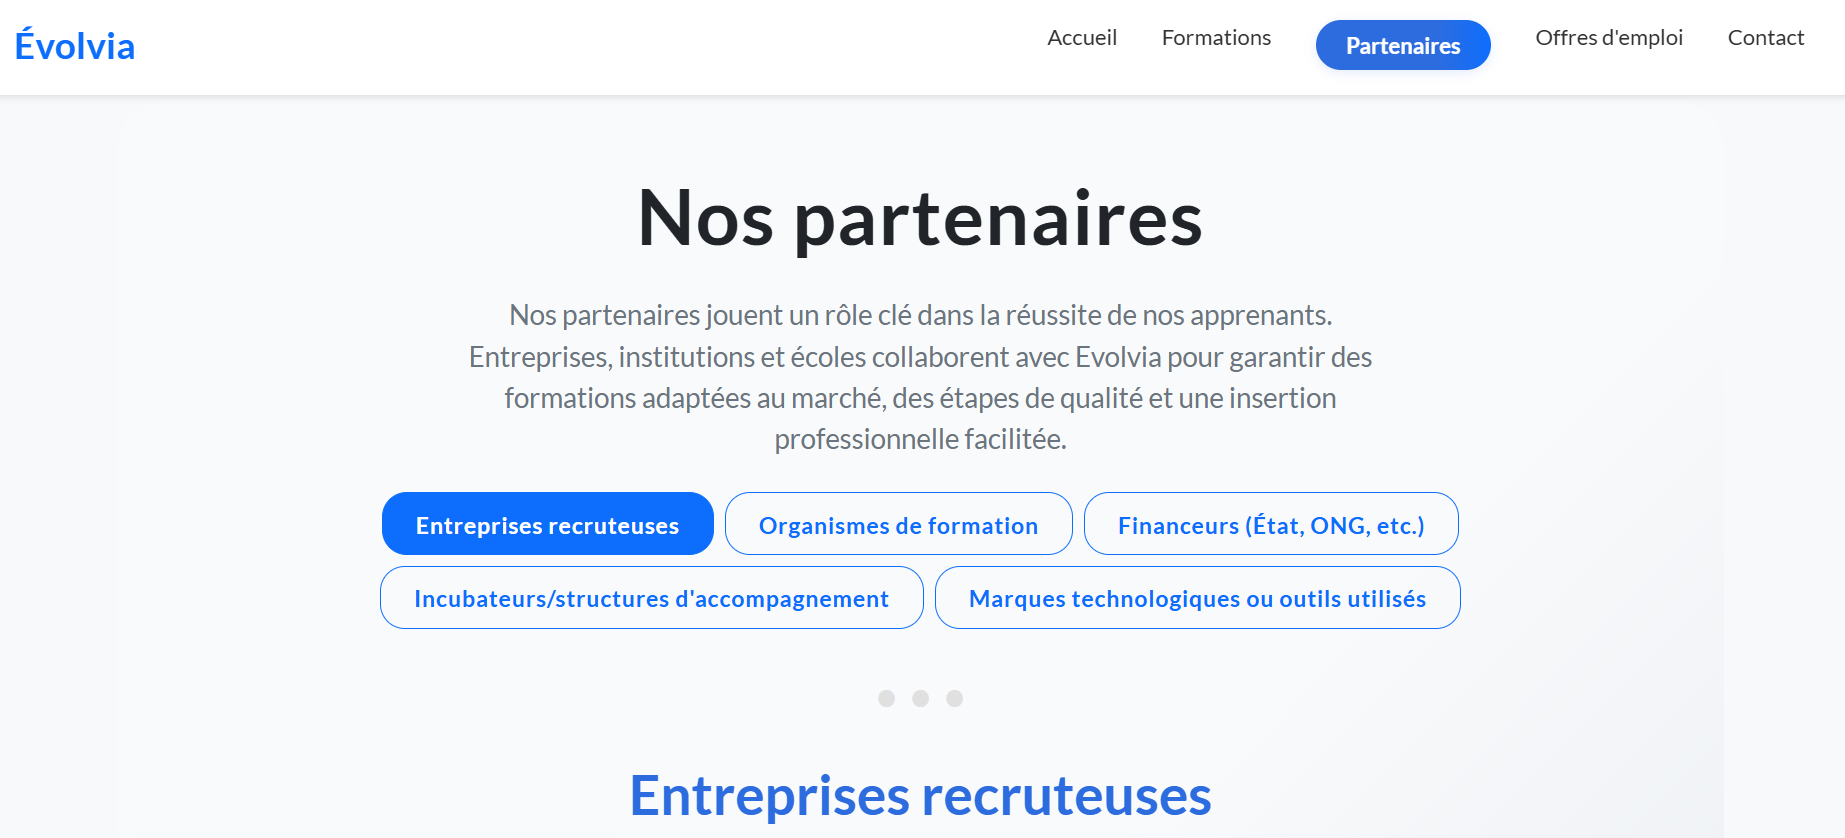 Évolvia
Accueil
Formations
Partenaires
Offres d'emploi
Contact
Nos partenaires
Nos partenaires jouent un rôle clé dans la réussite de nos apprenants.
Entreprises, institutions et écoles collaborent avec Evolvia pour garantir des
formations adaptées au marché, des étapes de qualité et une insertion
professionnelle facilitée.
Entreprises recruteuses
Organismes de formation
Financeurs (État, ONG, etc.)
Incubateurs/structures d'accompagnement
Marques technologiques ou outils utilisés
Entreprises recruteuses